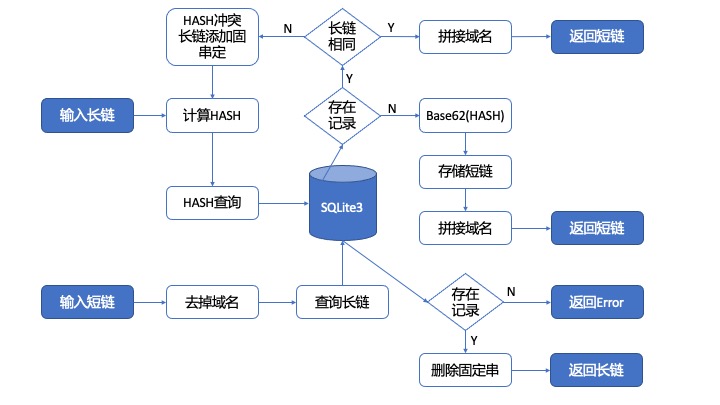 HASH冲突
长链添加固
串定
N
长链
相同
Y
拼接域名
返回短链
Y
输入长链
计算HASH
存在
记录
N
Base62(HASH)
存储短链
HASH查询
SQLite3
拼接域名
返回短链
输入短链
去掉域名
查询长链
存在
记录
N
返回Error
Y
删除固定串
返回长链